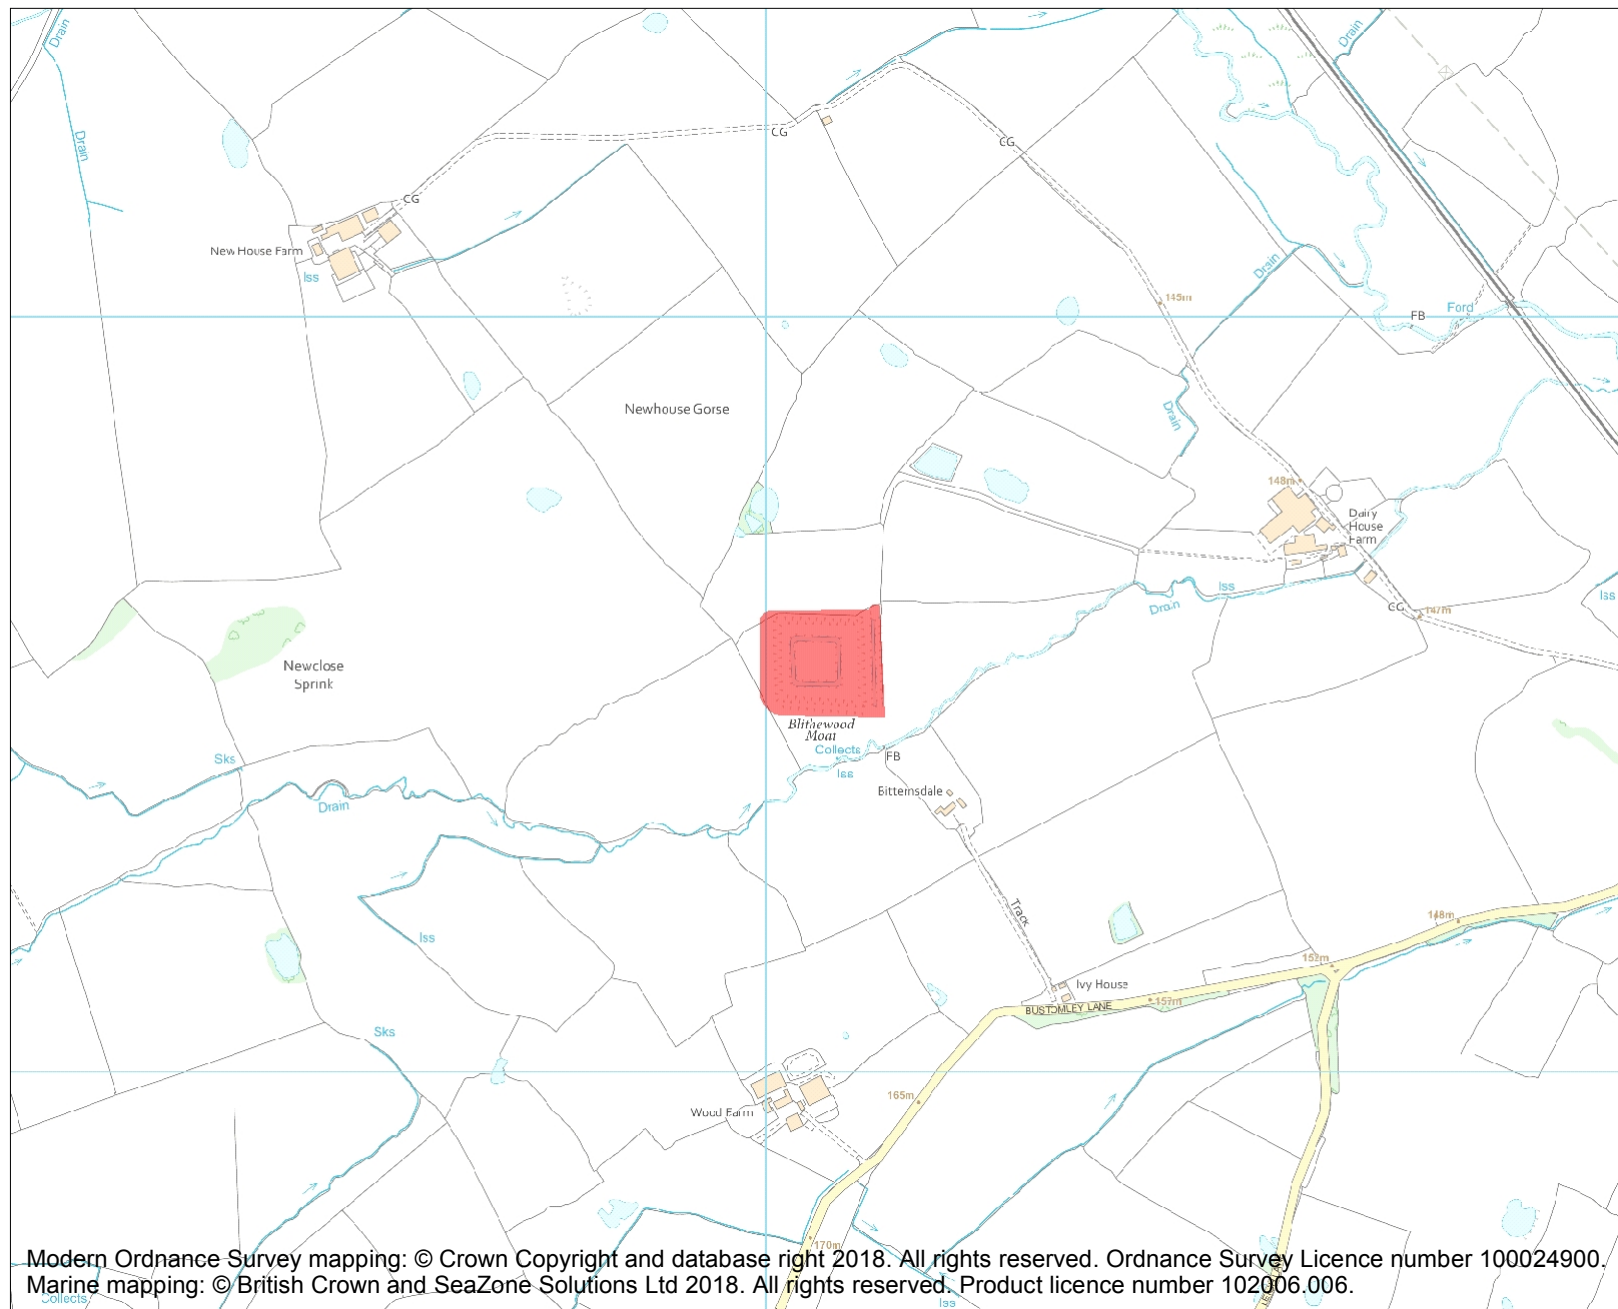 Drain
Drain
Drain
CG
CG
CG
New House Farm
Iss
145m
Drain
FB
Ford
Newhouse Gorse
Drain
148m
Dairy
House
Farm
Iss
Drain
Iss
CG
147m
Newclose
Sprink
Blithewood
Moat
Collects
Iss
FB
Sks
Drain
Bitternsdale
Track
Iss
148m
152m
Ivy House
157m
BUSTOMLEY LANE
Sks
165m
Wood Farm
170m
Modern Ordnance Survey mapping: © Crown Copyright and database right 2018. All rights reserved. Ordnance Survey Licence number 100024900.
Marine mapping: © British Crown and SeaZone Solutions Ltd 2018. All rights reserved. Product licence number 102006.006.
Collects
Iss